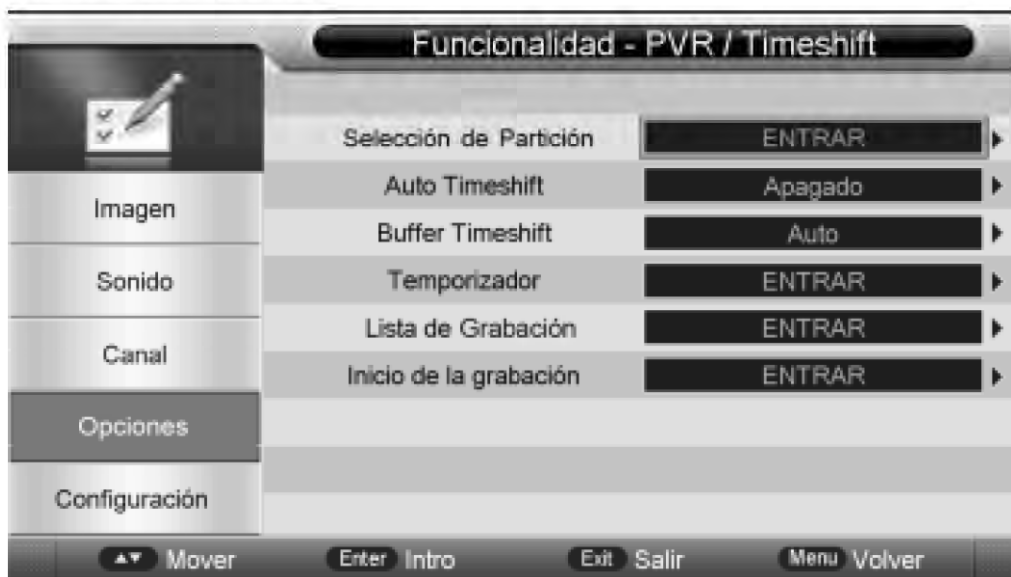 Funcionalidad - PVR / Timeshift
Selección de Partición ENTRAR
Auto Timeshift Apagado
Buffer Timeshift Auto
Temporizador ENTRAR
Lista de Grabación ENTRAR
Inicio de la grabación ENTRAR
Imagen
Sonido
Canal
Opciones
Configuración
Mover Enter Intro Exit Salir Menu Volver